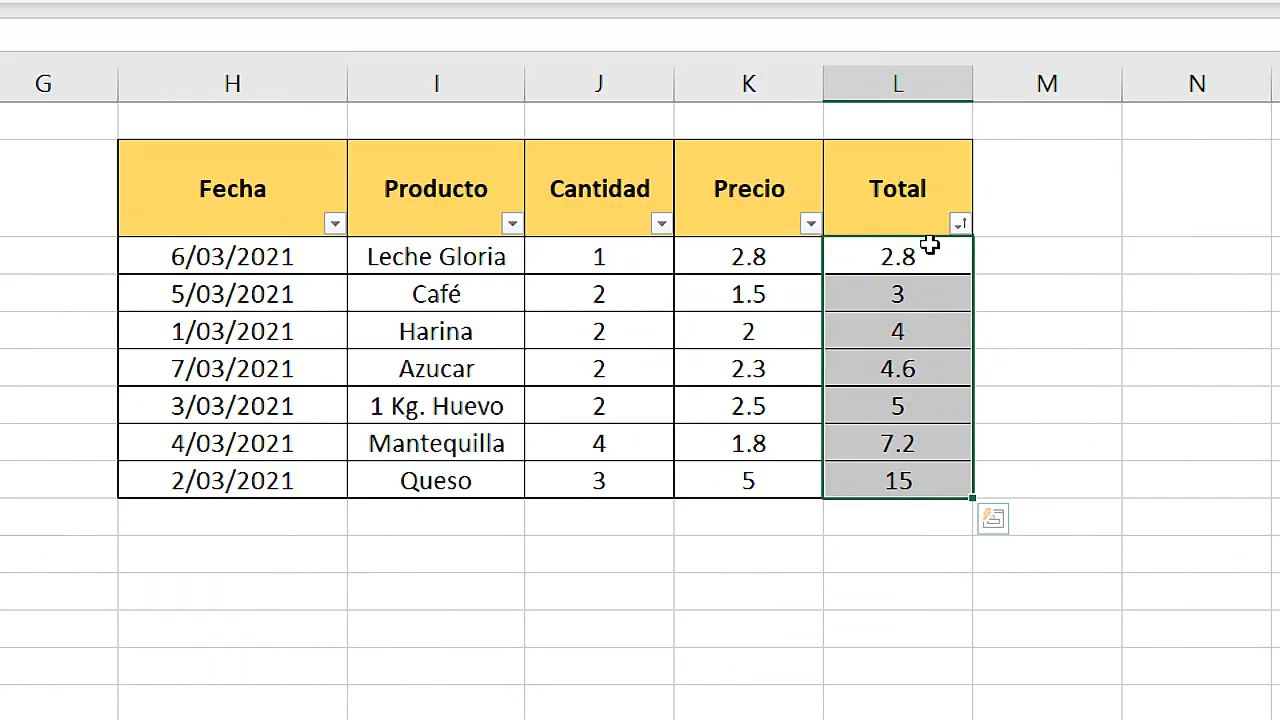 G H I J K L M N
Fecha Producto Cantidad Precio Total
6/03/2021 Leche Gloria 1 2.8 2.8
5/03/2021 Café 2 1.5 3
1/03/2021 Harina 2 2 4
7/03/2021 Azucar 2 2.3 4.6
3/03/2021 1 Kg. Huevo 2 2.5 5
4/03/2021 Mantequilla 4 1.8 7.2
2/03/2021 Queso 3 5 15